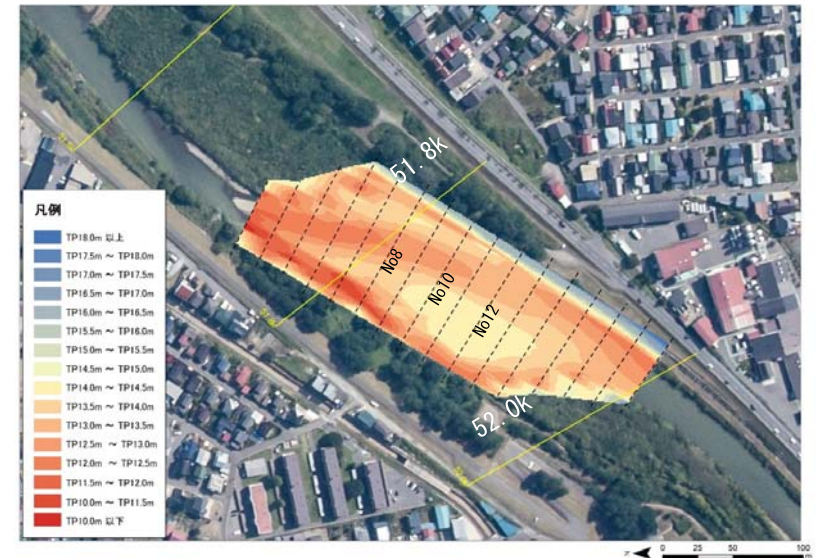 51.8k
凡例
TP18.0m 以上
TP17.5m ～ TP18.0m
TP17.0m ～ TP17.5m
TP16.5m ～ TP17.0m
TP16.0m ～ TP16.5m
TP15.5m ～ TP16.0m
TP15.0m ～ TP15.5m
TP14.5m ～ TP15.0m
TP14.0m ～ TP14.5m
TP13.5m ～ TP14.0m
TP13.0m ～ TP13.5m
TP12.5m ～ TP13.0m
TP12.0m ～ TP12.5m
TP11.5m ～ TP12.0m
TP10.0m ～ TP11.5m
TP10.0m 以下
No8
No10
No12
52.0k
0 25 50 100